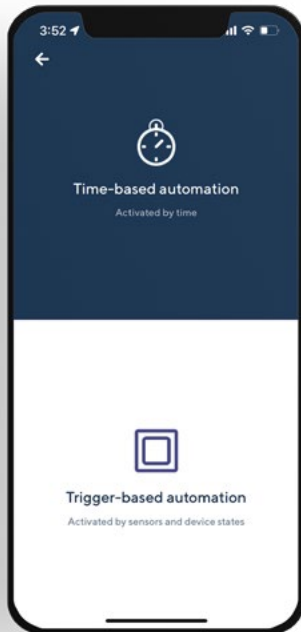 3:52
Time-based automation
Activated by time
Trigger-based automation
Activated by sensors and device states